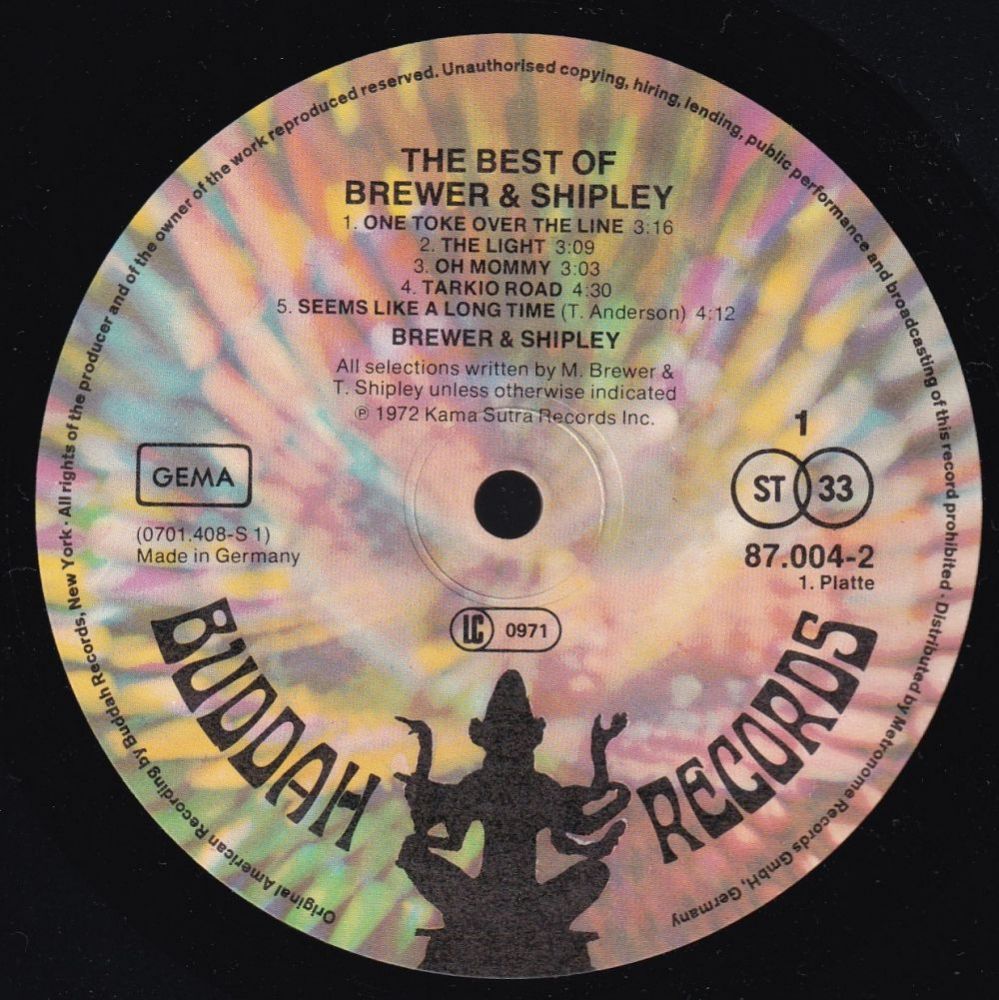 Original American Recording by Buddah Records, New York · All rights of the producer and of the owner of the work reproduced reserved. Unauthorised copying, hiring, lending, public performance and broadcasting of this record prohibited · Distributed by Metronome Records GmbH, Germany
THE BEST OF
BREWER & SHIPLEY
1. ONE TOKE OVER THE LINE 3:16
2. THE LIGHT 3:09
3. OH MOMMY 3:03
4. TARKIO ROAD 4:30
5. SEEMS LIKE A LONG TIME (T. Anderson) 4:12
BREWER & SHIPLEY
All selections written by M. Brewer &
T. Shipley unless otherwise indicated
℗ 1972 Kama Sutra Records Inc.
GEMA
(0701.408-S 1)
Made in Germany
1
ST 33
87.004-2
1. Platte
LC 0971
BUDDAH RECORDS